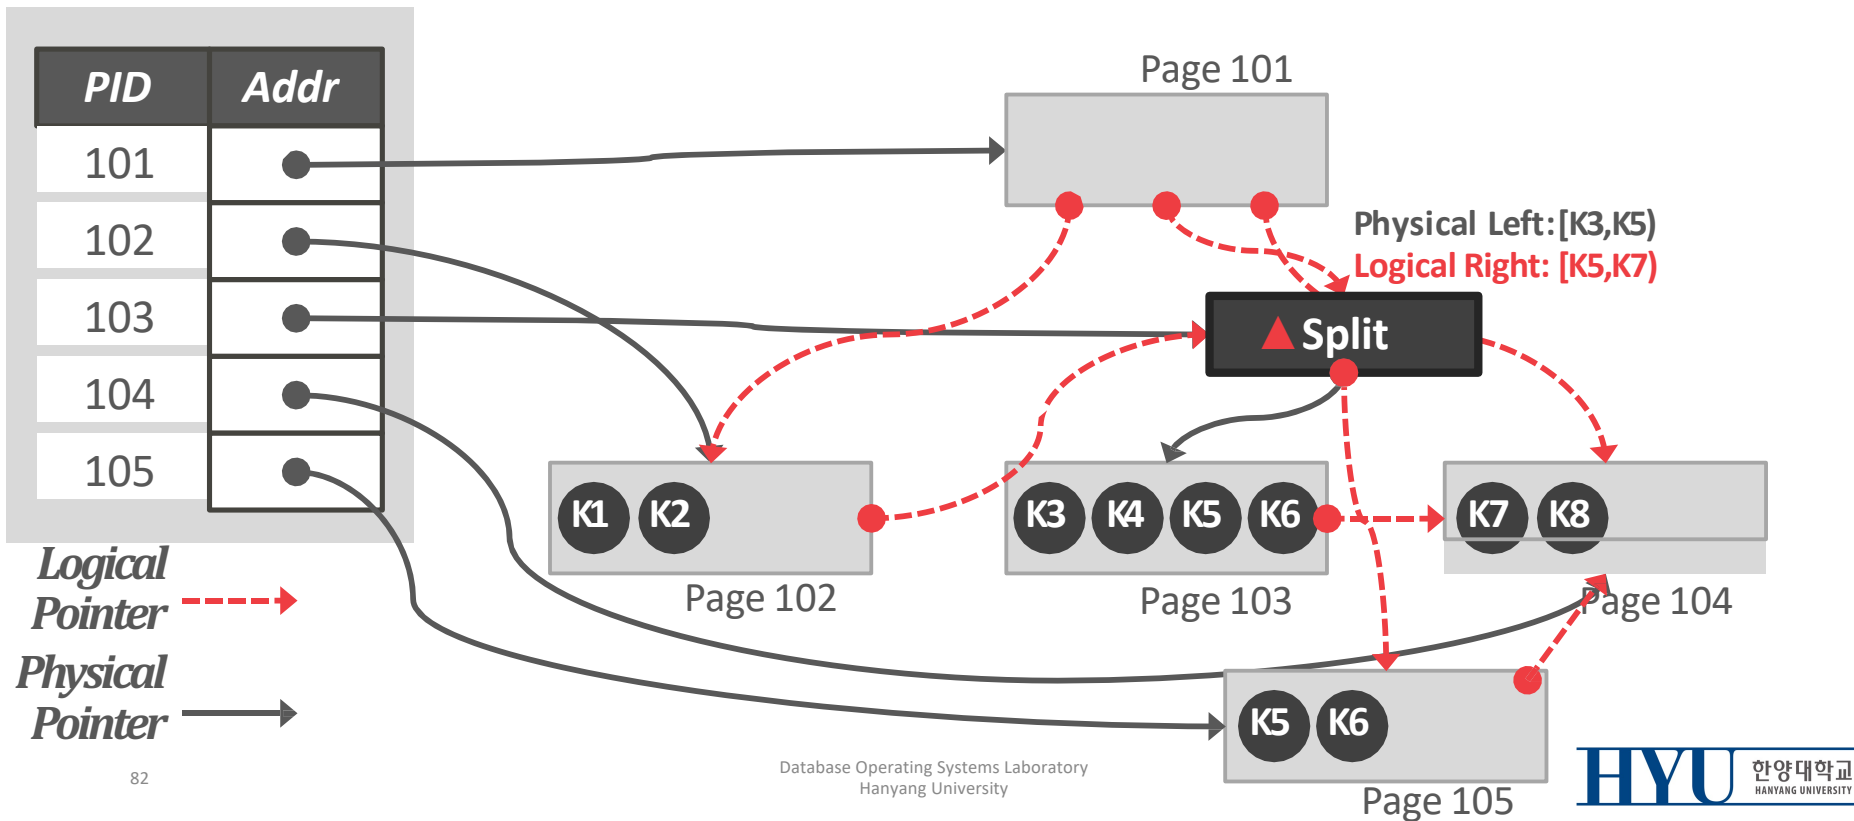 PID Addr
101
102
103
104
105
Logical
Pointer
Physical
Pointer
Page 101
Physical Left: [K3,K5)
Logical Right: [K5,K7)
▲ Split
K1 K2
Page 102
K3 K4 K5 K6
Page 103
K7 K8
Page 104
K5 K6
Page 105
82
Database Operating Systems Laboratory
Hanyang University
HYU
한양대학교
HANYANG UNIVERSITY